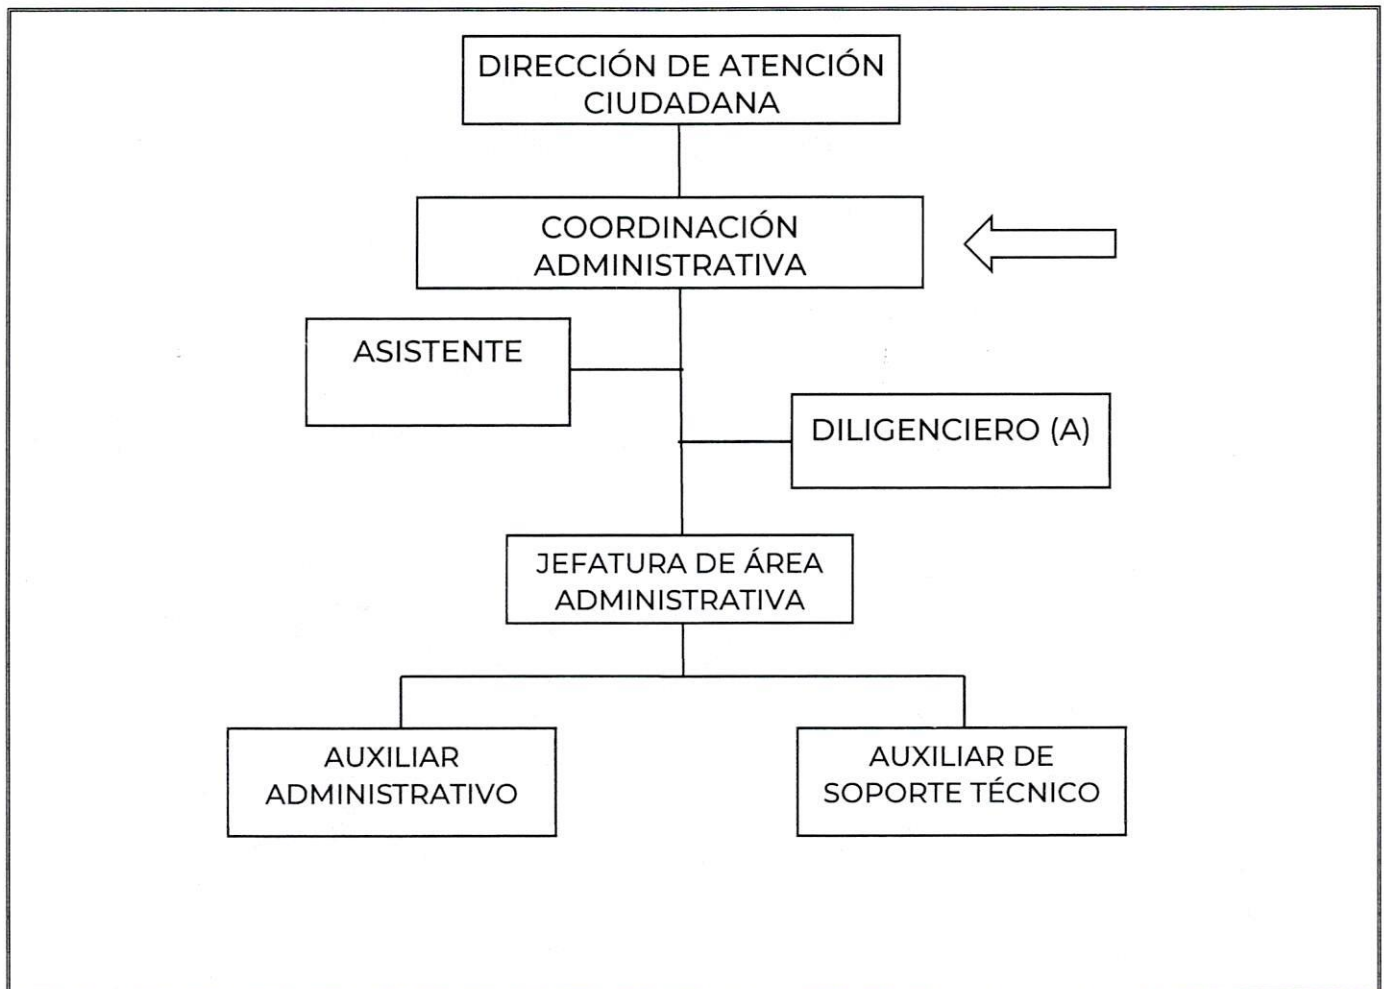 DIRECCIÓN DE ATENCIÓN
CIUDADANA
COORDINACIÓN
ADMINISTRATIVA
ASISTENTE
DILIGENCIERO (A)
JEFATURA DE ÁREA
ADMINISTRATIVA
AUXILIAR
ADMINISTRATIVO
AUXILIAR DE
SOPORTE TÉCNICO